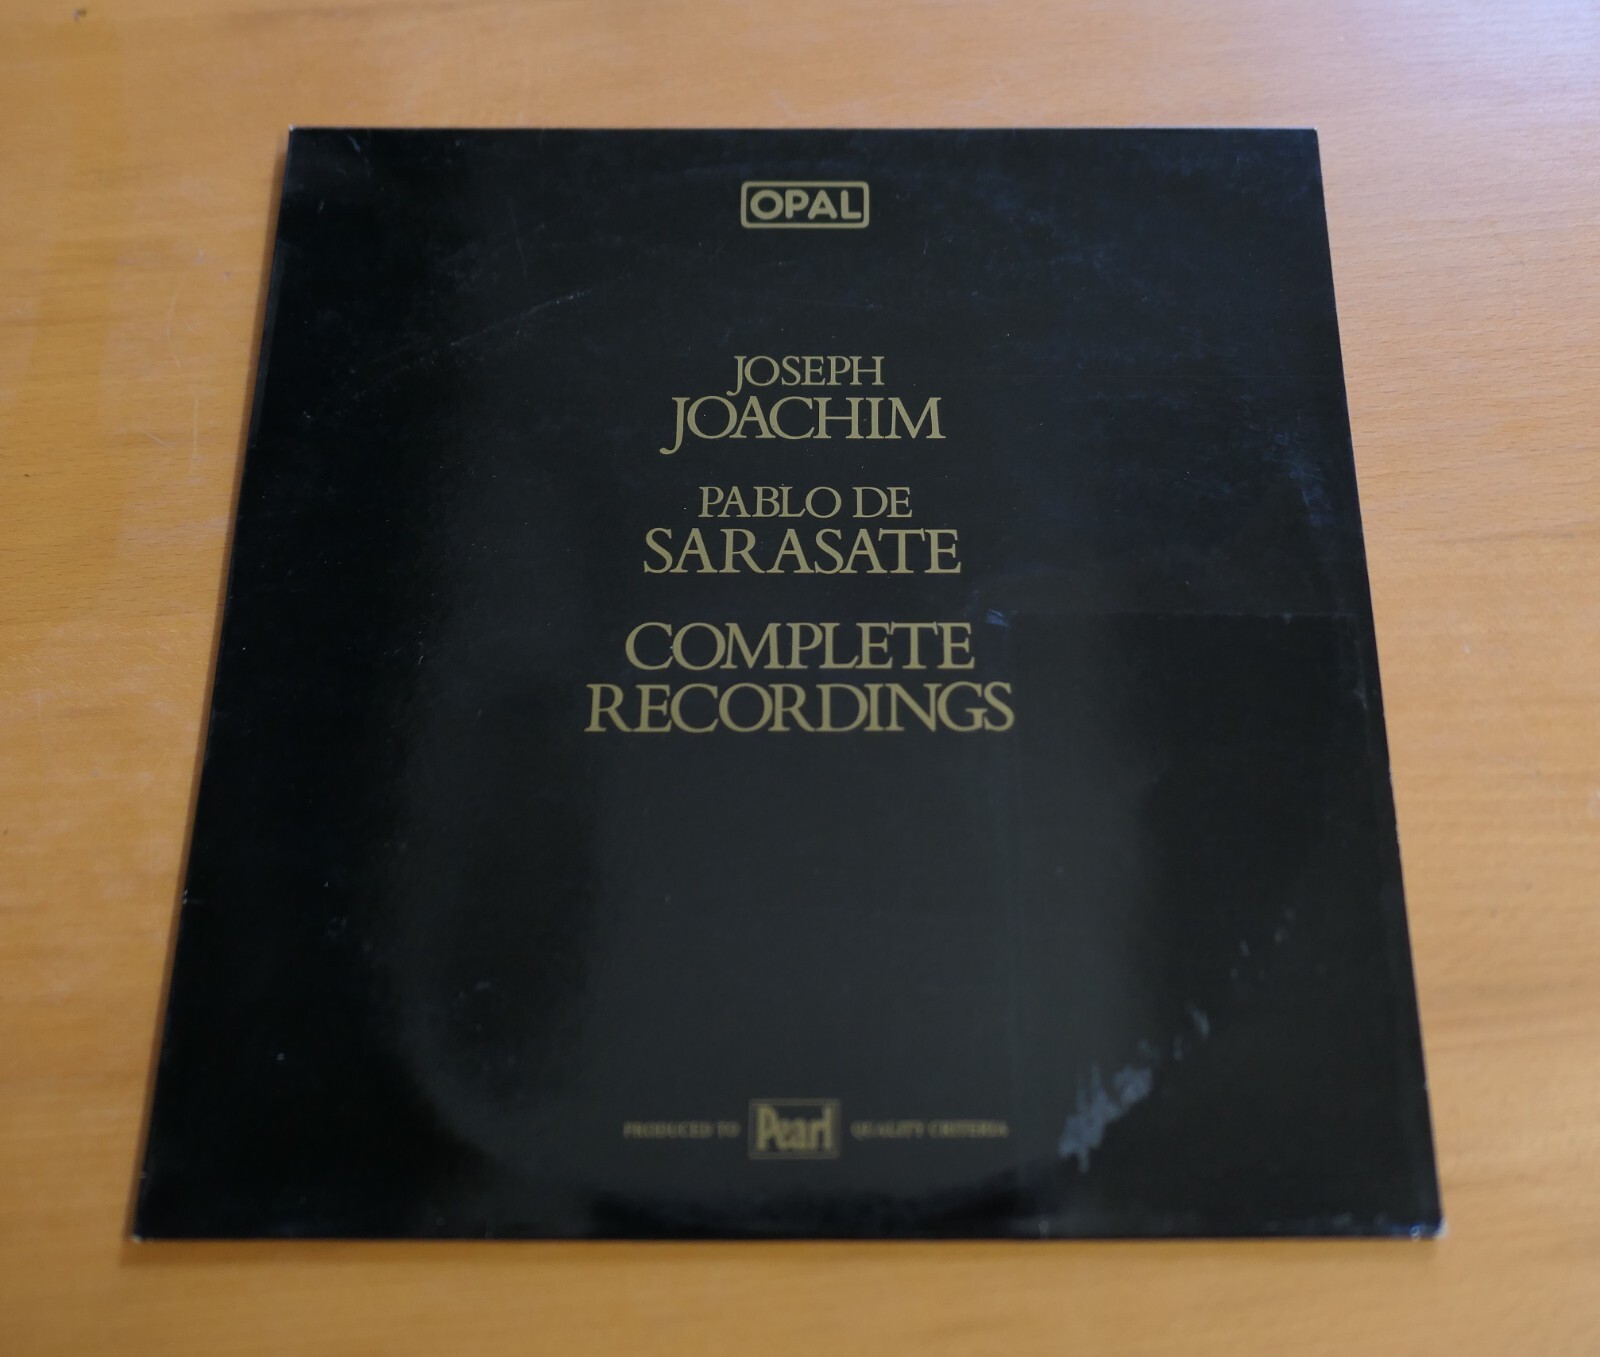 OPAL
JOSEPH
JOACHIM
PABLO DE
SARASATE
COMPLETE
RECORDINGS
PRODUCED TO Pearl QUALITY CRITERIA